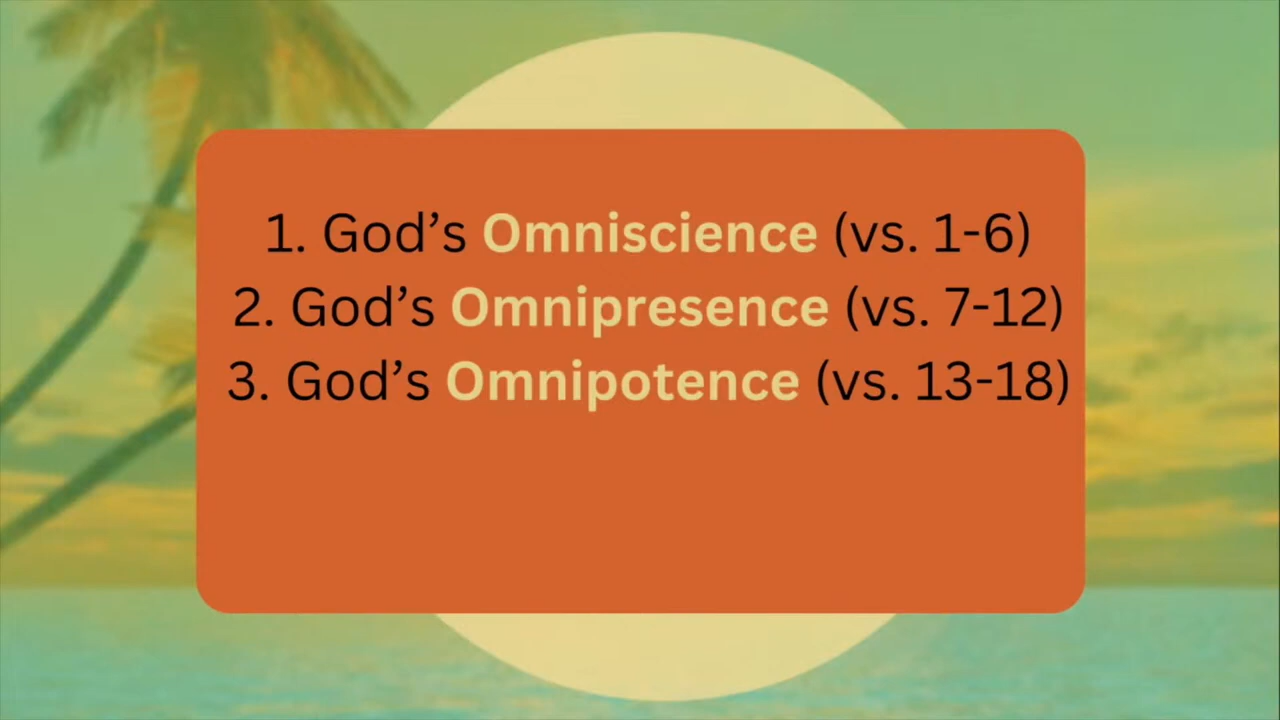 1. God’s Omniscience (vs. 1-6)
2. God’s Omnipresence (vs. 7-12)
3. God’s Omnipotence (vs. 13-18)